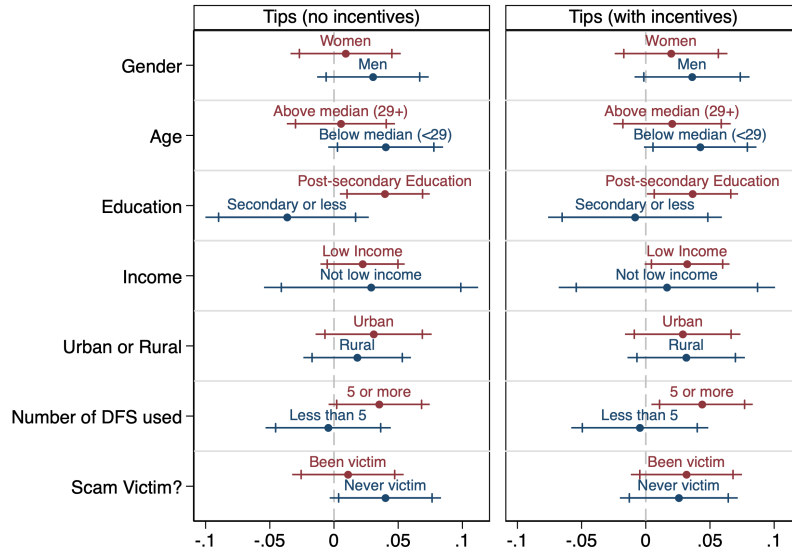 Tips (no incentives) Tips (with incentives)
Women Women
Gender
Men Men
Above median (29+) Above median (29+)
Age
Below median (<29) Below median (<29)
Post-secondary Education Post-secondary Education
Education
Secondary or less Secondary or less
Low Income Low Income
Income
Not low income Not low income
Urban Urban
Urban or Rural
Rural Rural
5 or more 5 or more
Number of DFS used
Less than 5 Less than 5
Been victim Been victim
Scam Victim?
Never victim Never victim
-.1 -.05 0 .05 .1 -.1 -.05 0 .05 .1